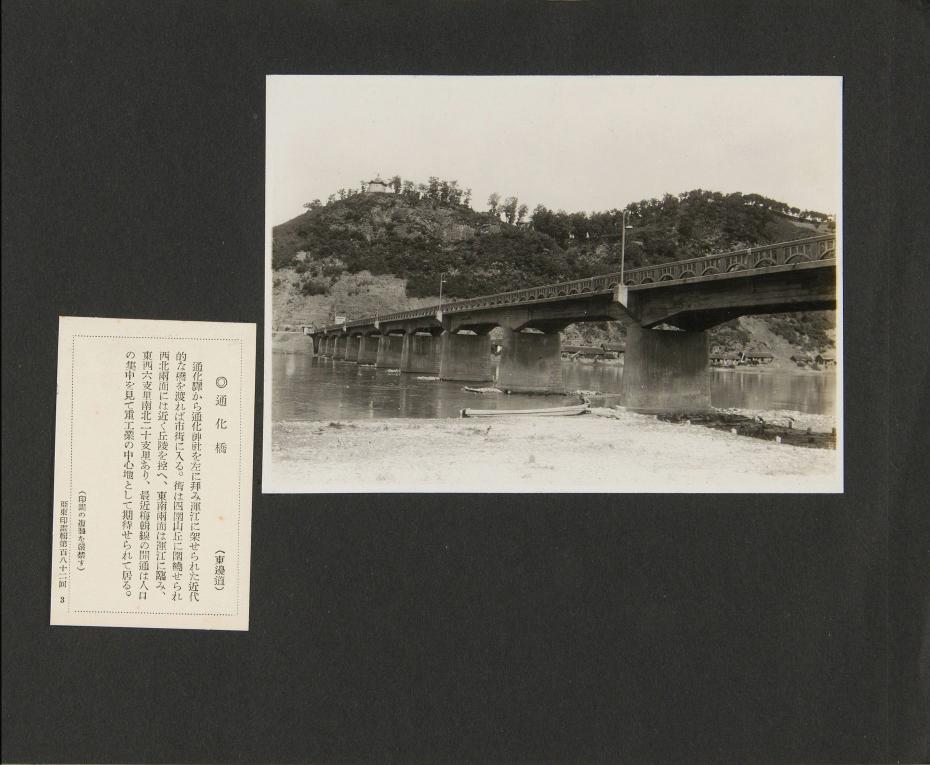 ◎通化橋
（東邊道）
通化驛から通化神社を左に拜み渾江に架せられた近代
的な橋を渡れば市街に入る。街は四圍山丘に圍繞せられ
西北兩面には近く丘陵を控へ、東南兩面は渾江に臨み、
東西六支里南北二十支里あり、最近梅輯線の開通は人口
の集中を見て重工業の中心地として期待せられて居る。
（印畫の複製を嚴禁す）
亞東印畫輯第百八十二回 3